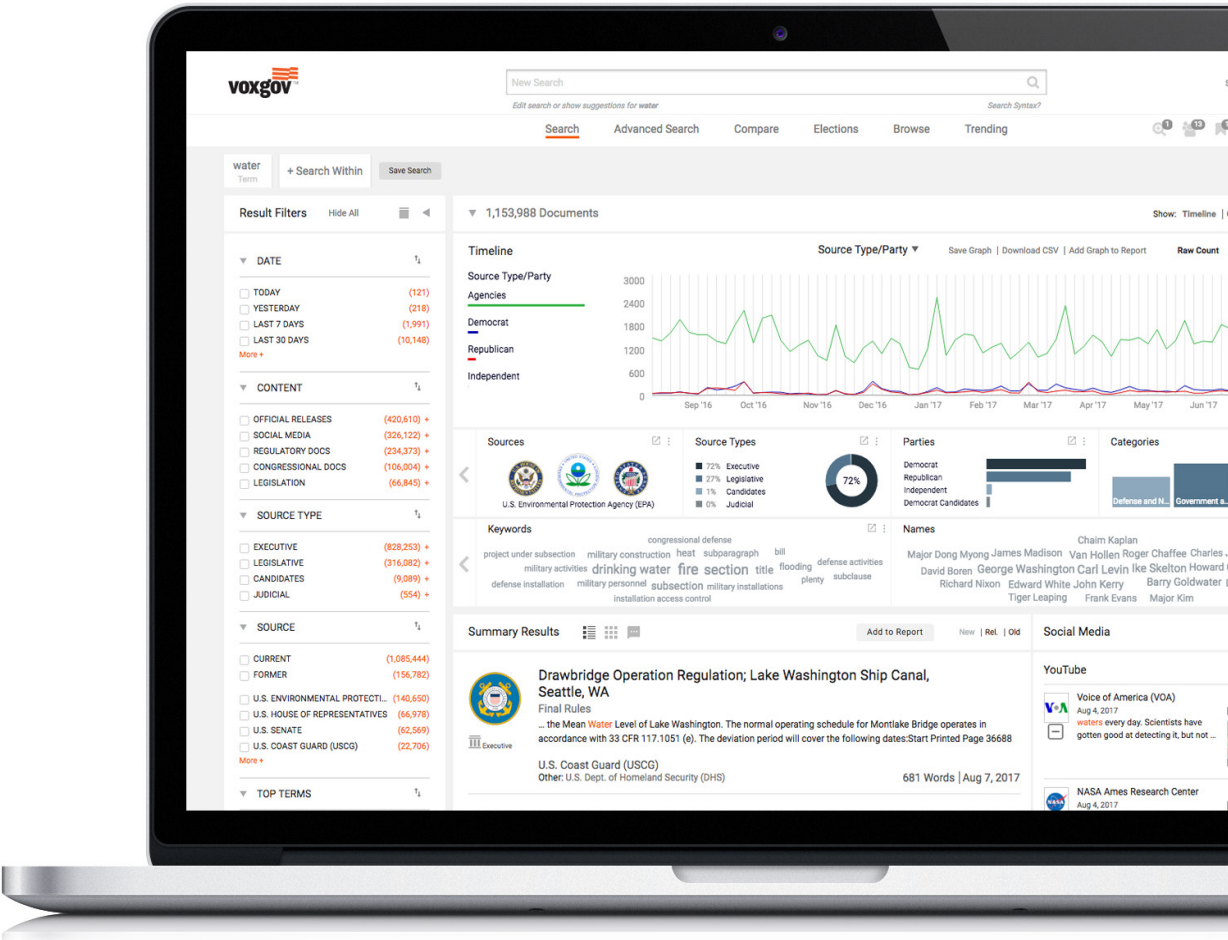 voxgov
New Search
Edit search or show suggestions for water
Search Syntax?
Search Advanced Search Compare Elections Browse Trending
1 13
water
Term
+ Search Within
Save Search
Result Filters Hide All
1,153,988 Documents
Show: Timeline |
DATE
TODAY (121)
YESTERDAY (218)
LAST 7 DAYS (1,991)
LAST 30 DAYS (10,148)
More +
CONTENT
OFFICIAL RELEASES (420,610) +
SOCIAL MEDIA (326,122) +
REGULATORY DOCS (234,373) +
CONGRESSIONAL DOCS (106,004) +
LEGISLATION (66,845) +
SOURCE TYPE
EXECUTIVE (828,253) +
LEGISLATIVE (316,082) +
CANDIDATES (9,089) +
JUDICIAL (554) +
SOURCE
CURRENT (1,085,444)
FORMER (156,782)
U.S. ENVIRONMENTAL PROTECTI... (140,650)
U.S. HOUSE OF REPRESENTATIVES (66,978)
U.S. SENATE (62,569)
U.S. COAST GUARD (USCG) (22,706)
More +
TOP TERMS
Timeline
Source Type/Party ▼
Save Graph | Download CSV | Add Graph to Report
Raw Count
Source Type/Party
Agencies
Democrat
Republican
Independent
3000
2400
1800
1200
600
0
Sep '16 Oct '16 Nov '16 Dec '16 Jan '17 Feb '17 Mar '17 Apr '17 May '17 Jun '17
Sources
U.S. Environmental Protection Agency (EPA)
Source Types
72% Executive
27% Legislative
1% Candidates
0% Judicial
72%
Parties
Democrat
Republican
Independent
Democrat Candidates
Categories
Defense and N...
Government a...
Keywords
congressional defense
project under subsection military construction heat subparagraph bill
military activities drinking water fire section title flooding defense activities
defense installation military personnel subsection military installations plenty subclause
installation access control
Names
Chaim Kaplan
Major Dong Myong James Madison Van Hollen Roger Chaffee Charles
David Boren George Washington Carl Levin Ike Skelton Howard
Richard Nixon Edward White John Kerry Barry Goldwater
Tiger Leaping Frank Evans Major Kim
Summary Results
Add to Report
New | Rel. | Old
Drawbridge Operation Regulation; Lake Washington Ship Canal,
Seattle, WA
Final Rules
... the Mean Water Level of Lake Washington. The normal operating schedule for Montlake Bridge operates in
accordance with 33 CFR 117.1051 (e). The deviation period will cover the following dates:Start Printed Page 36688
Executive
U.S. Coast Guard (USCG)
Other: U.S. Dept. of Homeland Security (DHS)
681 Words | Aug 7, 2017
Social Media
YouTube
VOA
Voice of America (VOA)
Aug 4, 2017
waters every day. Scientists have
gotten good at detecting it, but not ...
NASA
NASA Ames Research Center
Aug 4, 2017